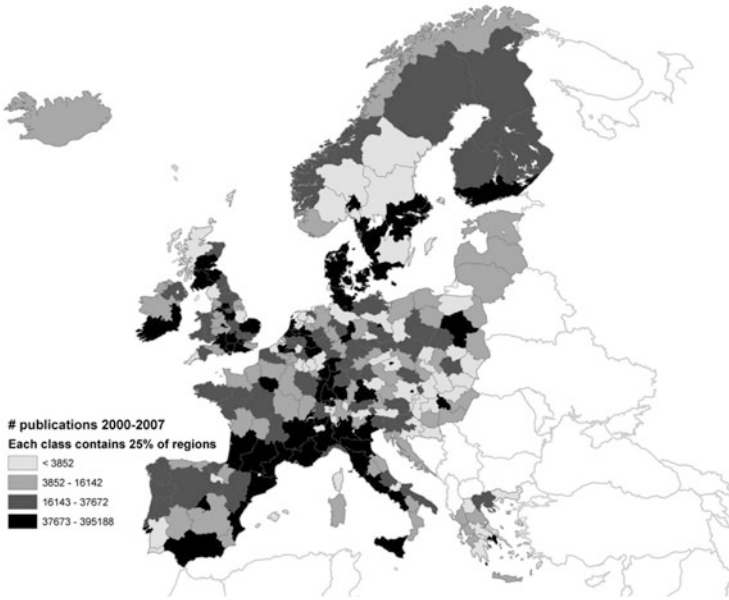 # publications 2000-2007
Each class contains 25% of regions
< 3852
3852 - 16142
16143 - 37672
37673 - 395188